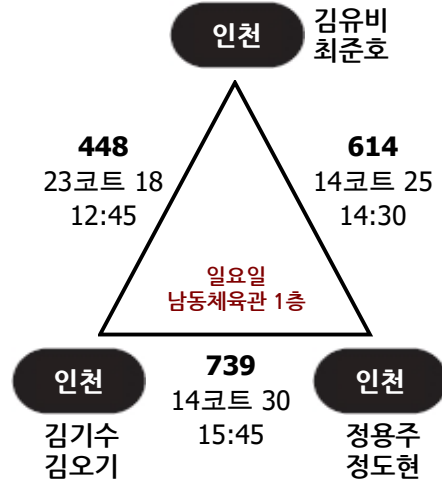 인천
김유비
최준호
448
23코트 18
12:45
614
14코트 25
14:30
일요일
남동체육관 1층
인천
김기수
김오기
739
14코트 30
15:45
인천
정용주
정도현